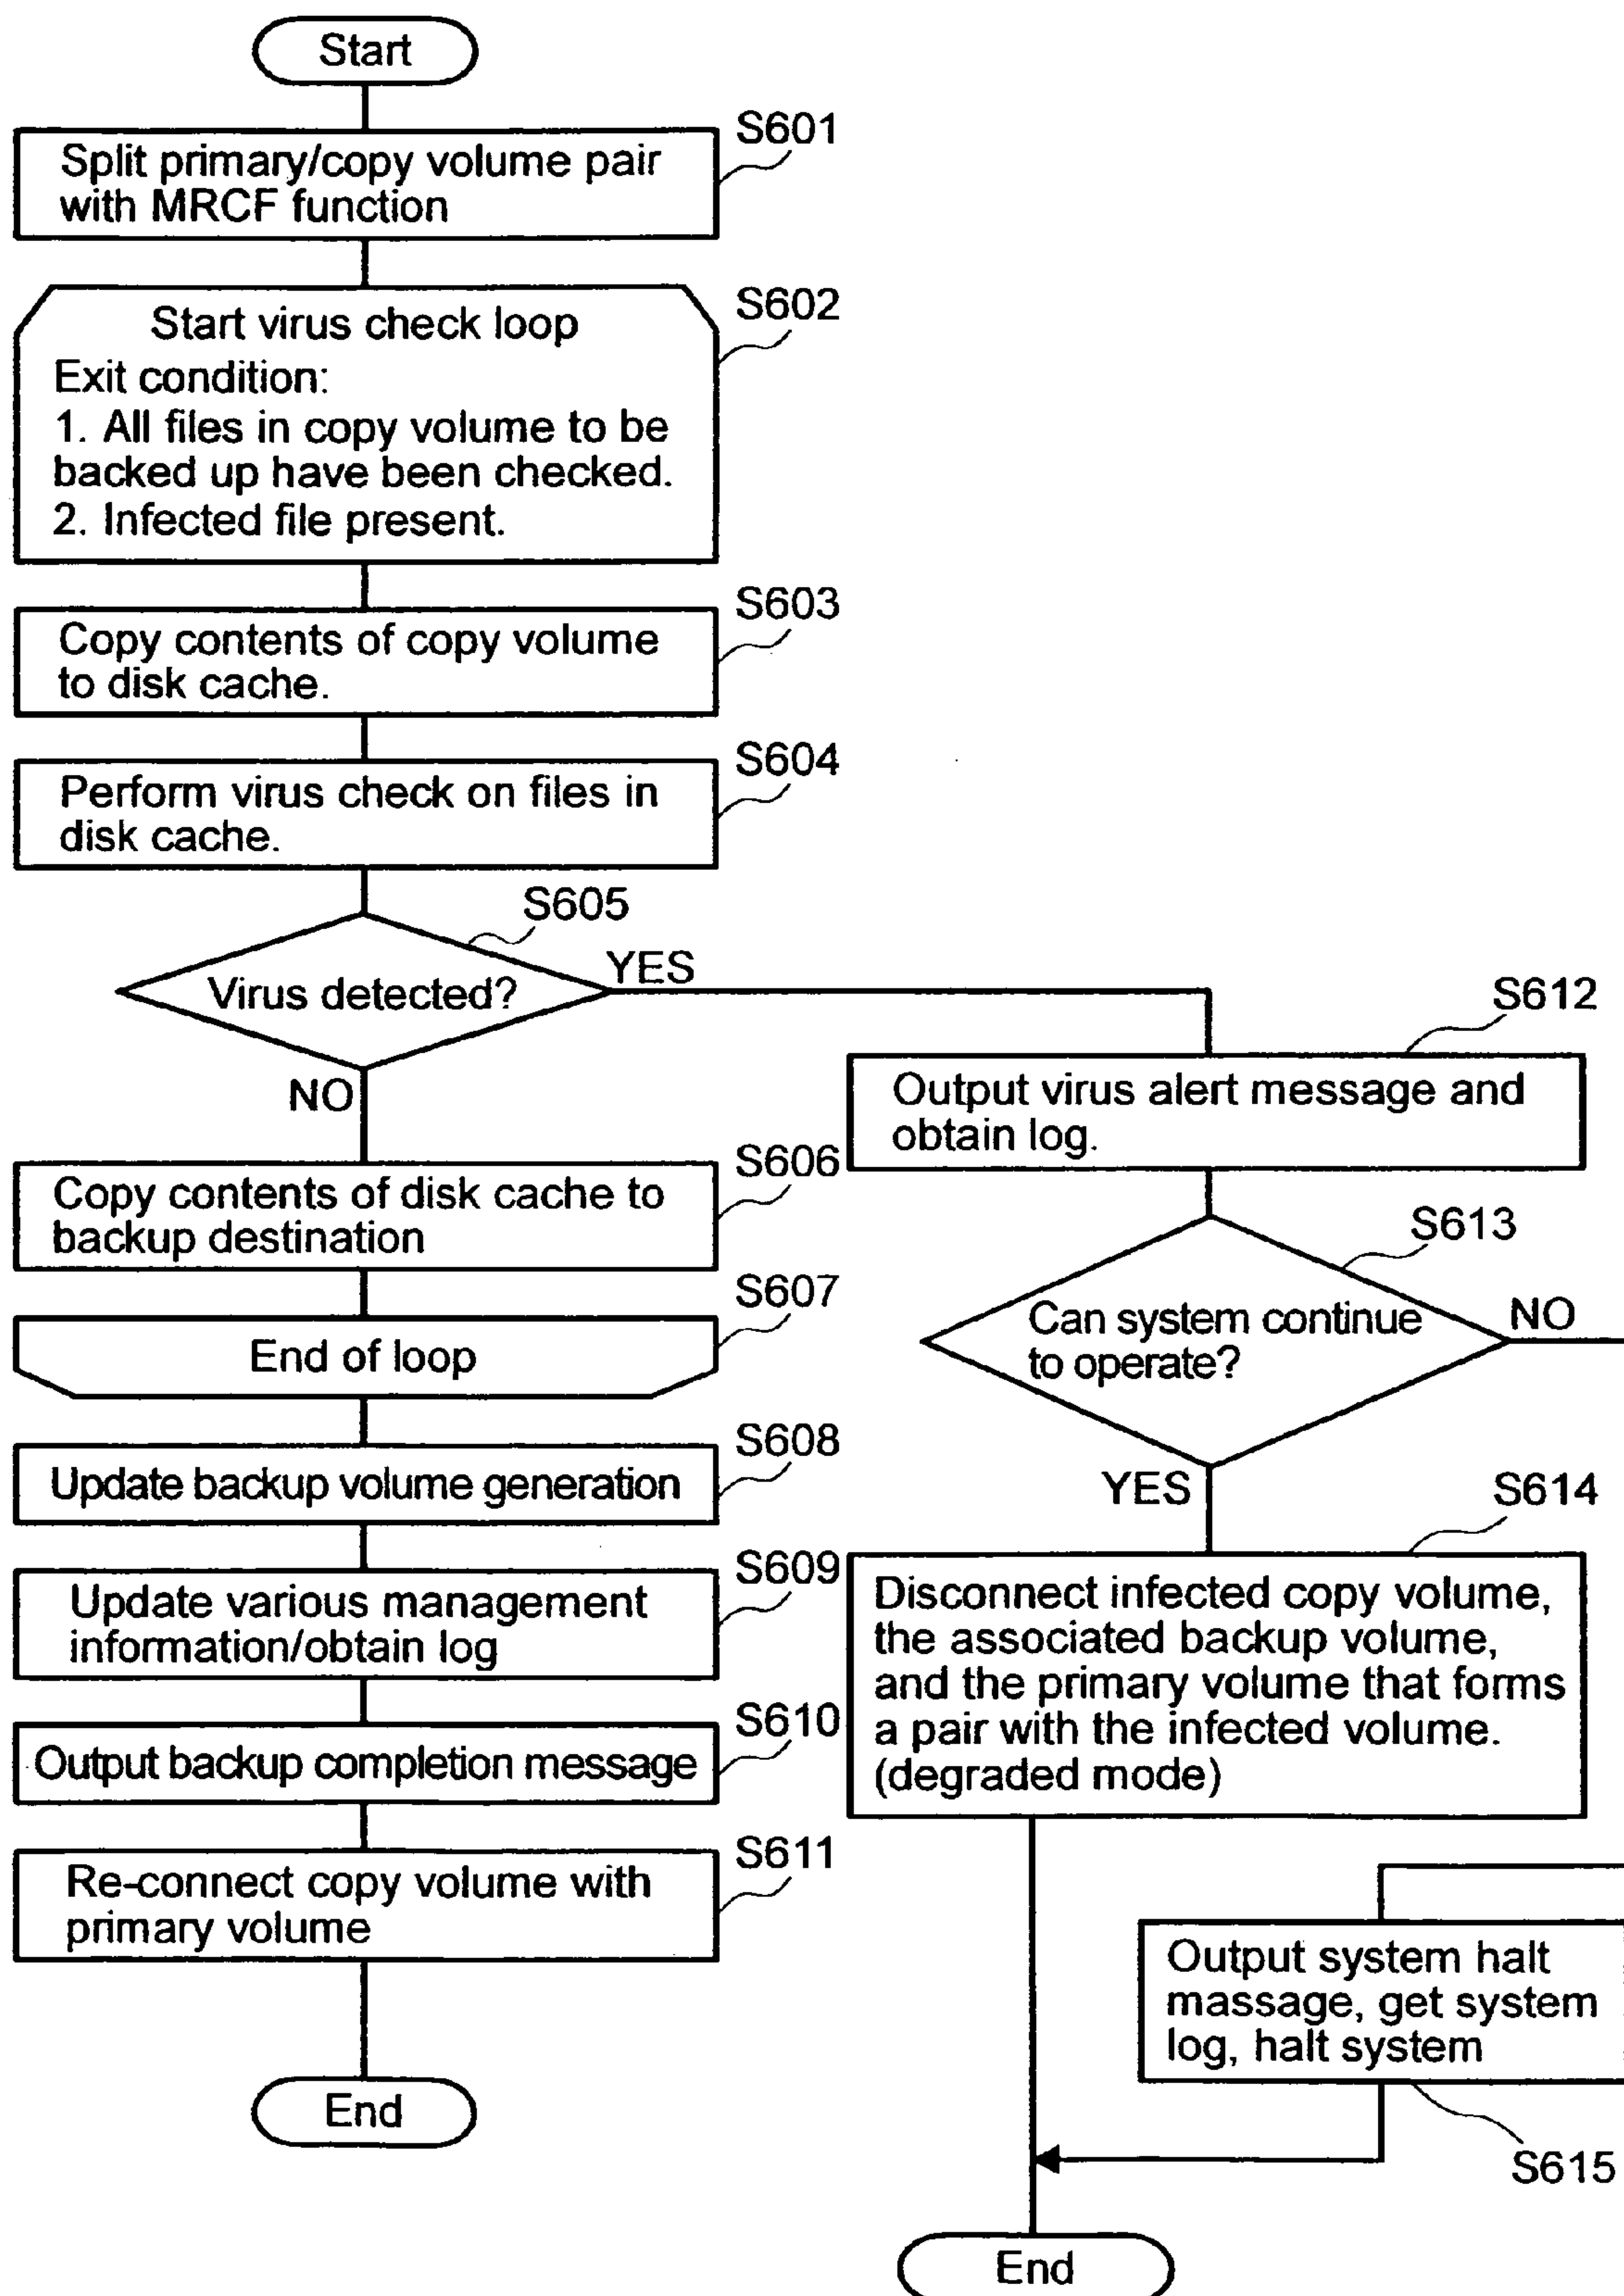 Start
S601
Split primary/copy volume pair
with MRCF function
S602
Start virus check loop
Exit condition:
1. All files in copy volume to be
backed up have been checked.
2. Infected file present.
S603
Copy contents of copy volume
to disk cache.
S604
Perform virus check on files in
disk cache.
S605
Virus detected?
YES
NO
S606
Copy contents of disk cache to
backup destination
S607
End of loop
S608
Update backup volume generation
S609
Update various management
information/obtain log
S610
Output backup completion message
S611
Re-connect copy volume with
primary volume
End
S612
Output virus alert message and
obtain log.
S613
Can system continue
to operate?
NO
YES
S614
Disconnect infected copy volume,
the associated backup volume,
and the primary volume that forms
a pair with the infected volume.
(degraded mode)
Output system halt
massage, get system
log, halt system
S615
End